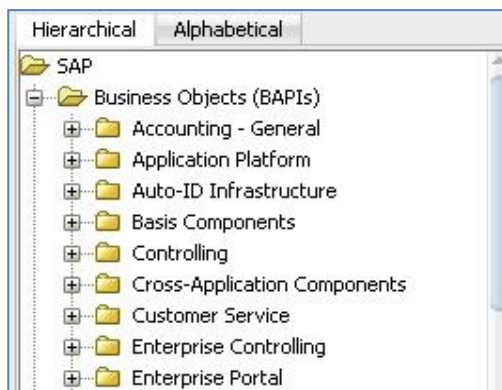 Hierarchical Alphabetical
SAP
Business Objects (BAPIs)
Accounting - General
Application Platform
Auto-ID Infrastructure
Basis Components
Controlling
Cross-Application Components
Customer Service
Enterprise Controlling
Enterprise Portal